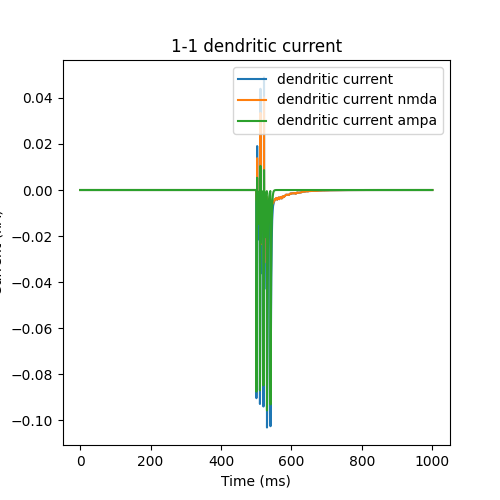 1-1 dendritic current
dendritic current
dendritic current nmda
dendritic current ampa
0.04
0.02
0.00
−0.02
−0.04
−0.06
−0.08
−0.10
0 200 400 600 800 1000
Time (ms)